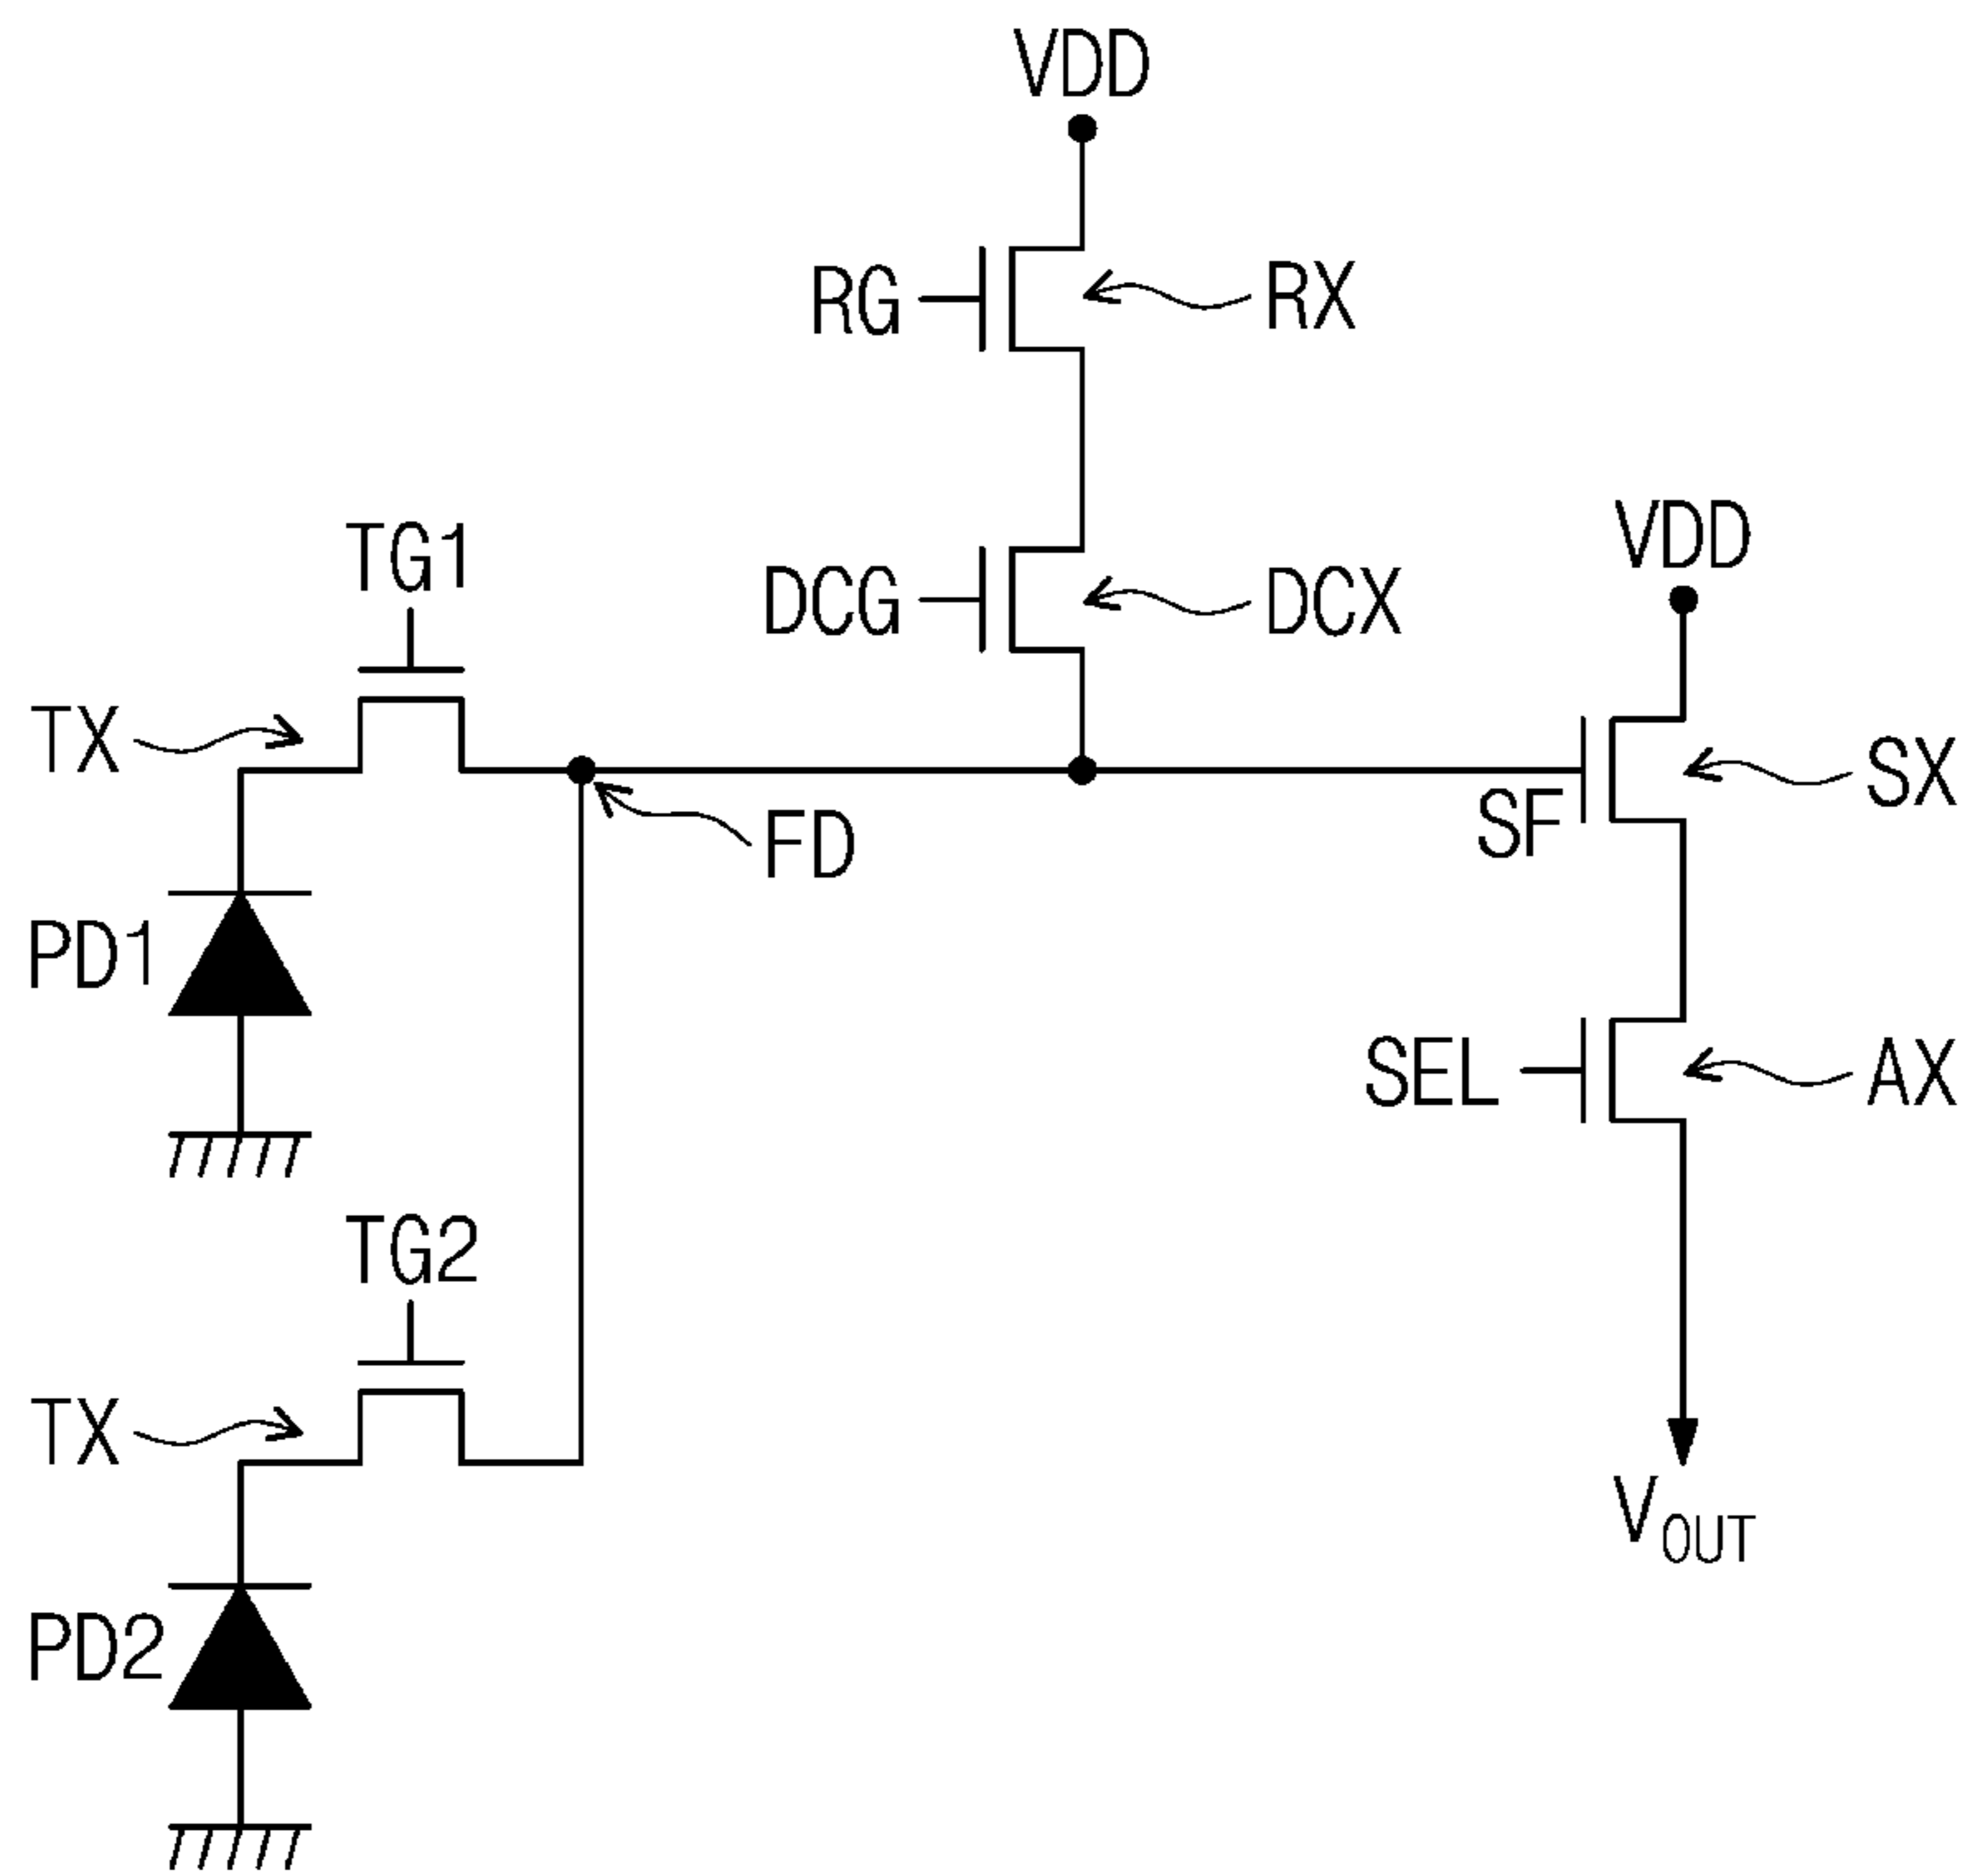 VDD
RG
RX
VDD
TG1
DCG
DCX
TX
SX
SF
FD
PD1
SEL
AX
TG2
TX
VOUT
PD2